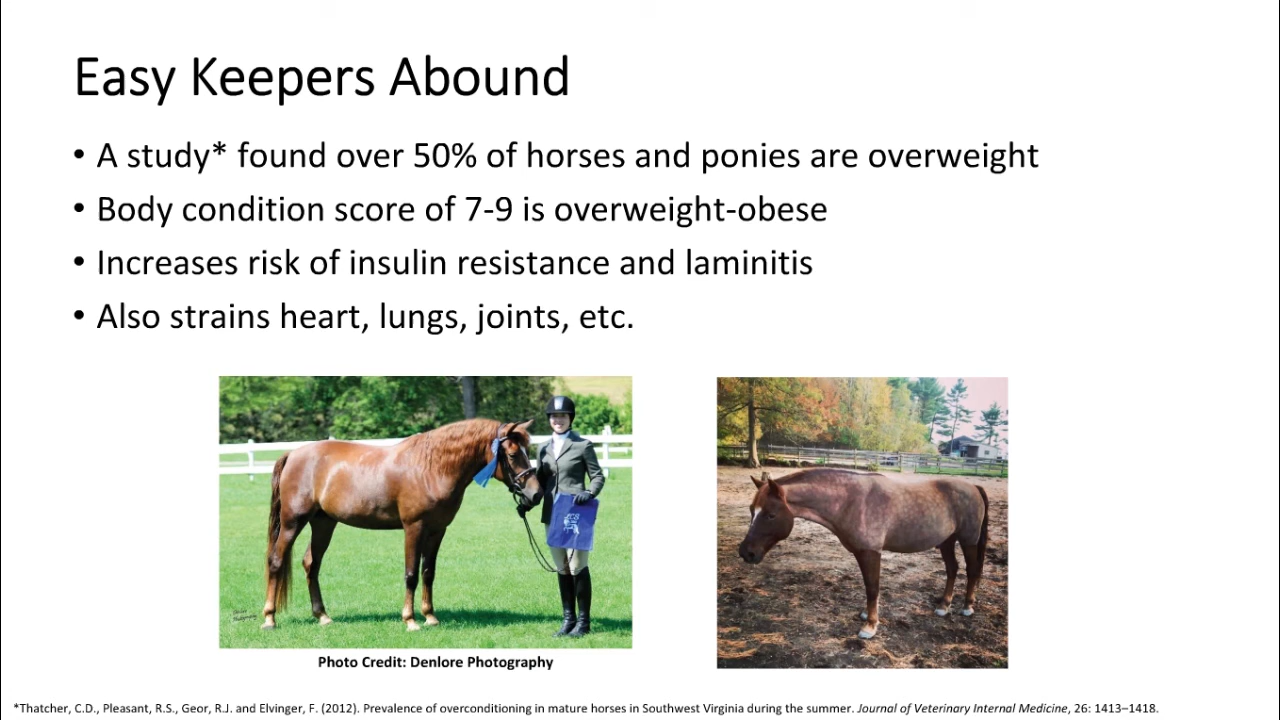 Easy Keepers Abound
• A study* found over 50% of horses and ponies are overweight
• Body condition score of 7-9 is overweight-obese
• Increases risk of insulin resistance and laminitis
• Also strains heart, lungs, joints, etc.
Photo Credit: Denlore Photography
*Thatcher, C.D., Pleasant, R.S., Geor, R.J. and Elvinger, F. (2012). Prevalence of overconditioning in mature horses in Southwest Virginia during the summer. Journal of Veterinary Internal Medicine, 26: 1413–1418.